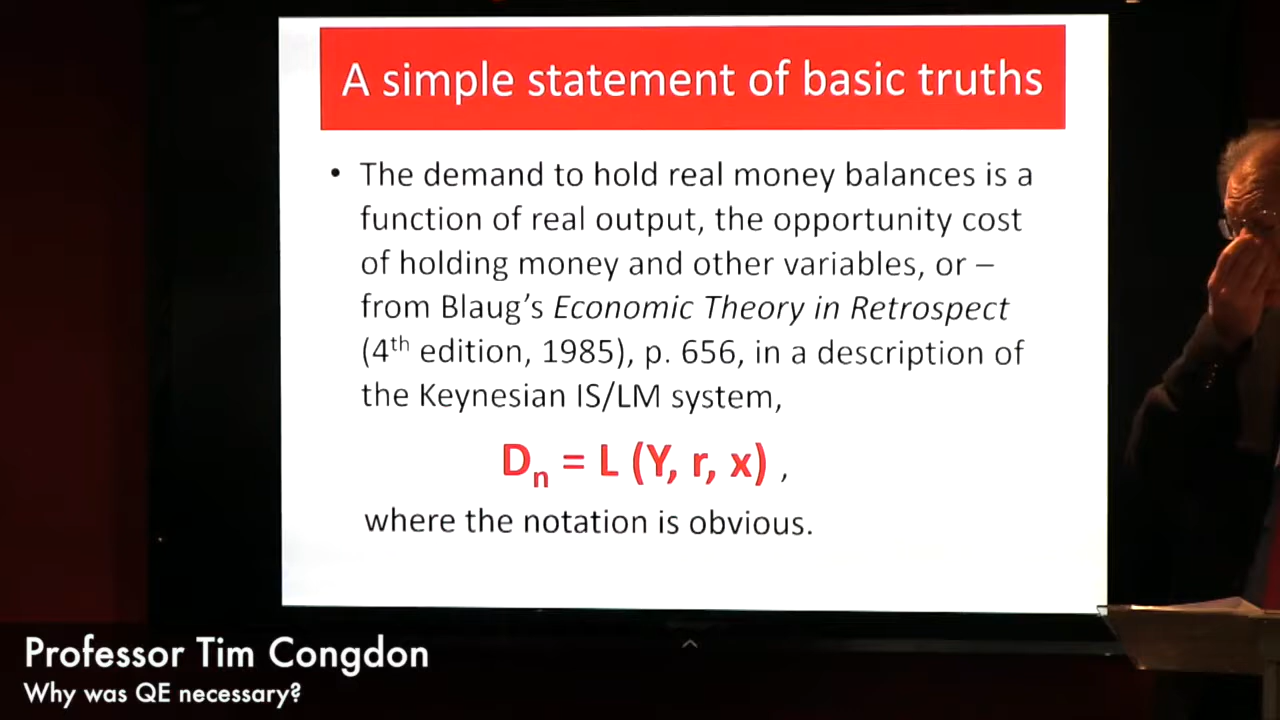 A simple statement of basic truths
• The demand to hold real money balances is a
function of real output, the opportunity cost
of holding money and other variables, or –
from Blaug’s Economic Theory in Retrospect
(4th edition, 1985), p. 656, in a description of
the Keynesian IS/LM system,
Dn = L (Y, r, x) ,
where the notation is obvious.
Professor Tim Congdon
Why was QE necessary?